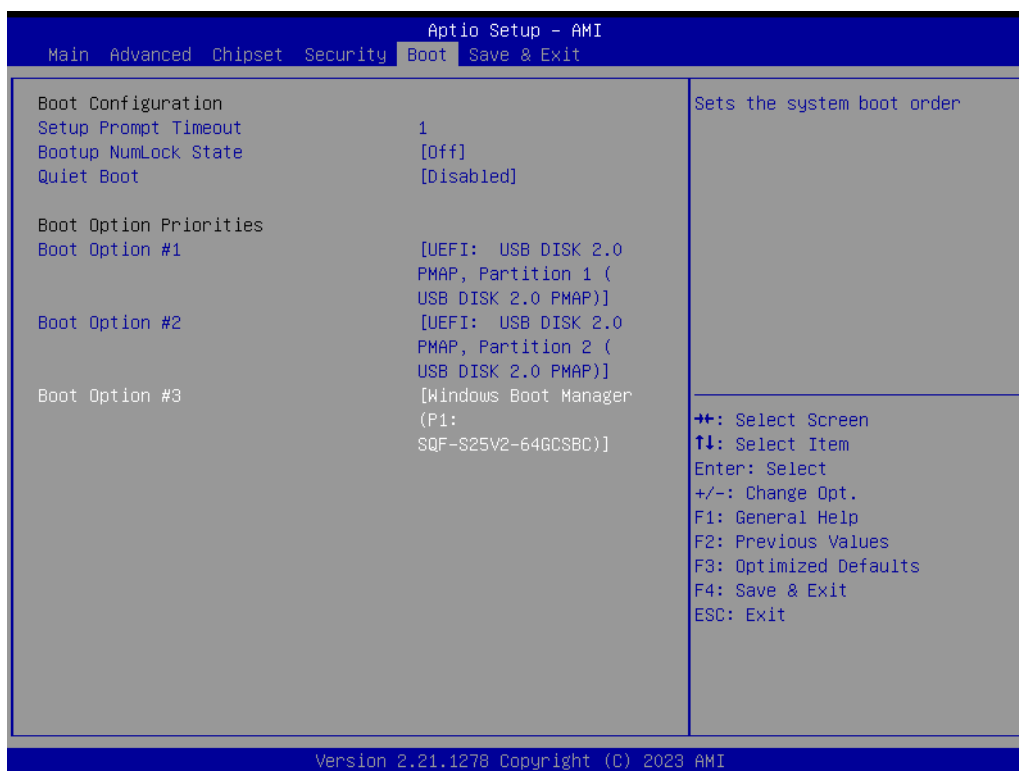 Aptio Setup – AMI
Main Advanced Chipset Security Boot Save & Exit
Boot Configuration
Setup Prompt Timeout 1
Bootup NumLock State [Off]
Quiet Boot [Disabled]
Boot Option Priorities
Boot Option #1 [UEFI: USB DISK 2.0
PMAP, Partition 1 (
USB DISK 2.0 PMAP)]
Boot Option #2 [UEFI: USB DISK 2.0
PMAP, Partition 2 (
USB DISK 2.0 PMAP)]
Boot Option #3 [Windows Boot Manager
(P1:
SQF-S25V2-64GCSBC)]
Sets the system boot order
→←: Select Screen
↑↓: Select Item
Enter: Select
+/-: Change Opt.
F1: General Help
F2: Previous Values
F3: Optimized Defaults
F4: Save & Exit
ESC: Exit
Version 2.21.1278 Copyright (C) 2023 AMI